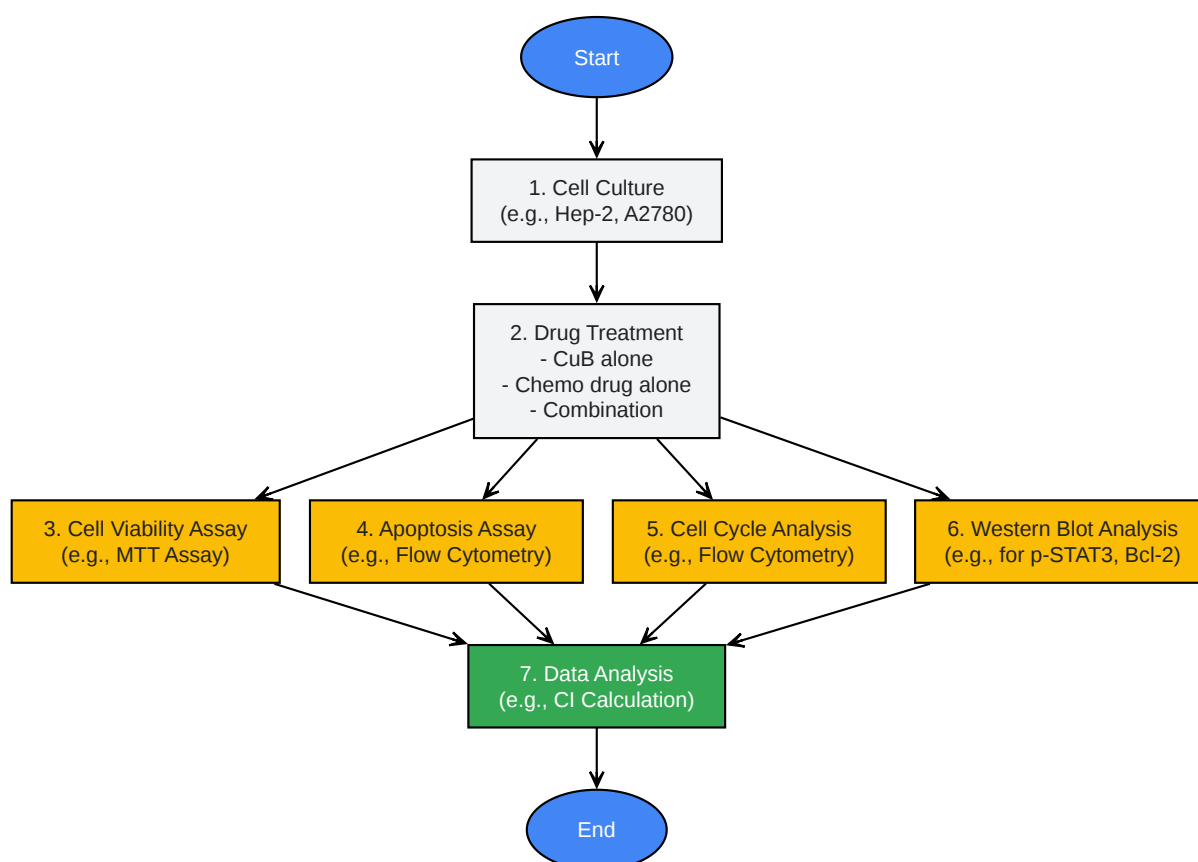 Start
1. Cell Culture
(e.g., Hep-2, A2780)
2. Drug Treatment
- CuB alone
- Chemo drug alone
- Combination
3. Cell Viability Assay
(e.g., MTT Assay)
4. Apoptosis Assay
(e.g., Flow Cytometry)
5. Cell Cycle Analysis
(e.g., Flow Cytometry)
6. Western Blot Analysis
(e.g., for p-STAT3, Bcl-2)
7. Data Analysis
(e.g., CI Calculation)
End